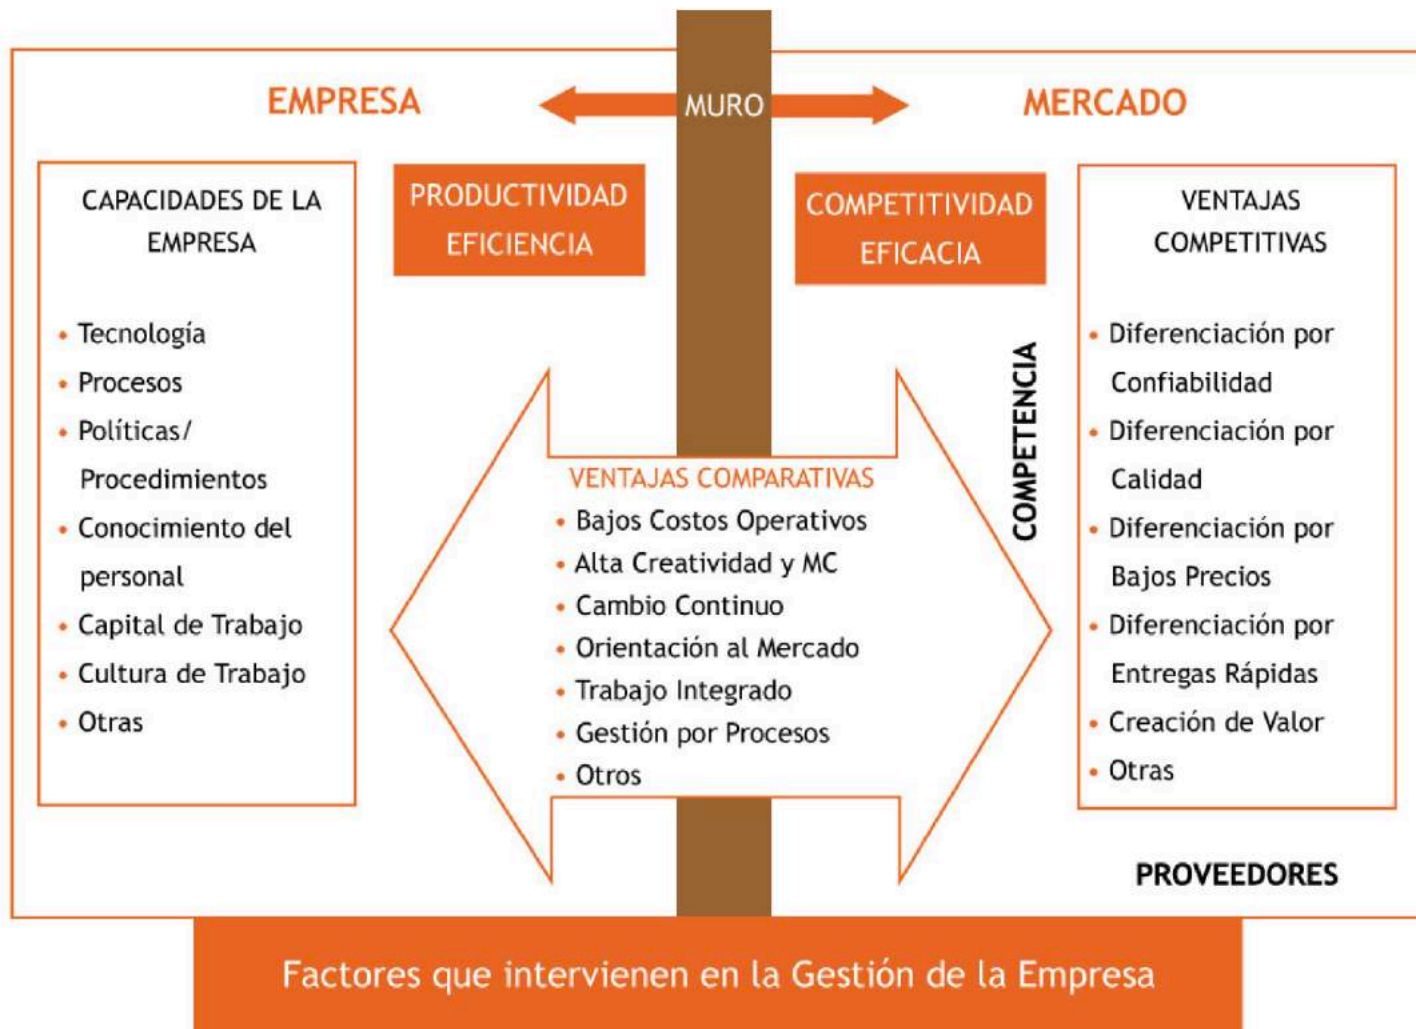 EMPRESA
MURO
MERCADO
CAPACIDADES DE LA
EMPRESA
• Tecnología
• Procesos
• Políticas/
Procedimientos
• Conocimiento del
personal
• Capital de Trabajo
• Cultura de Trabajo
• Otras
PRODUCTIVIDAD
EFICIENCIA
COMPETITIVIDAD
EFICACIA
VENTAJAS COMPARATIVAS
• Bajos Costos Operativos
• Alta Creatividad y MC
• Cambio Continuo
• Orientación al Mercado
• Trabajo Integrado
• Gestión por Procesos
• Otros
COMPETENCIA
VENTAJAS
COMPETITIVAS
• Diferenciación por
Confiabilidad
• Diferenciación por
Calidad
• Diferenciación por
Bajos Precios
• Diferenciación por
Entregas Rápidas
• Creación de Valor
• Otras
PROVEEDORES
Factores que intervienen en la Gestión de la Empresa